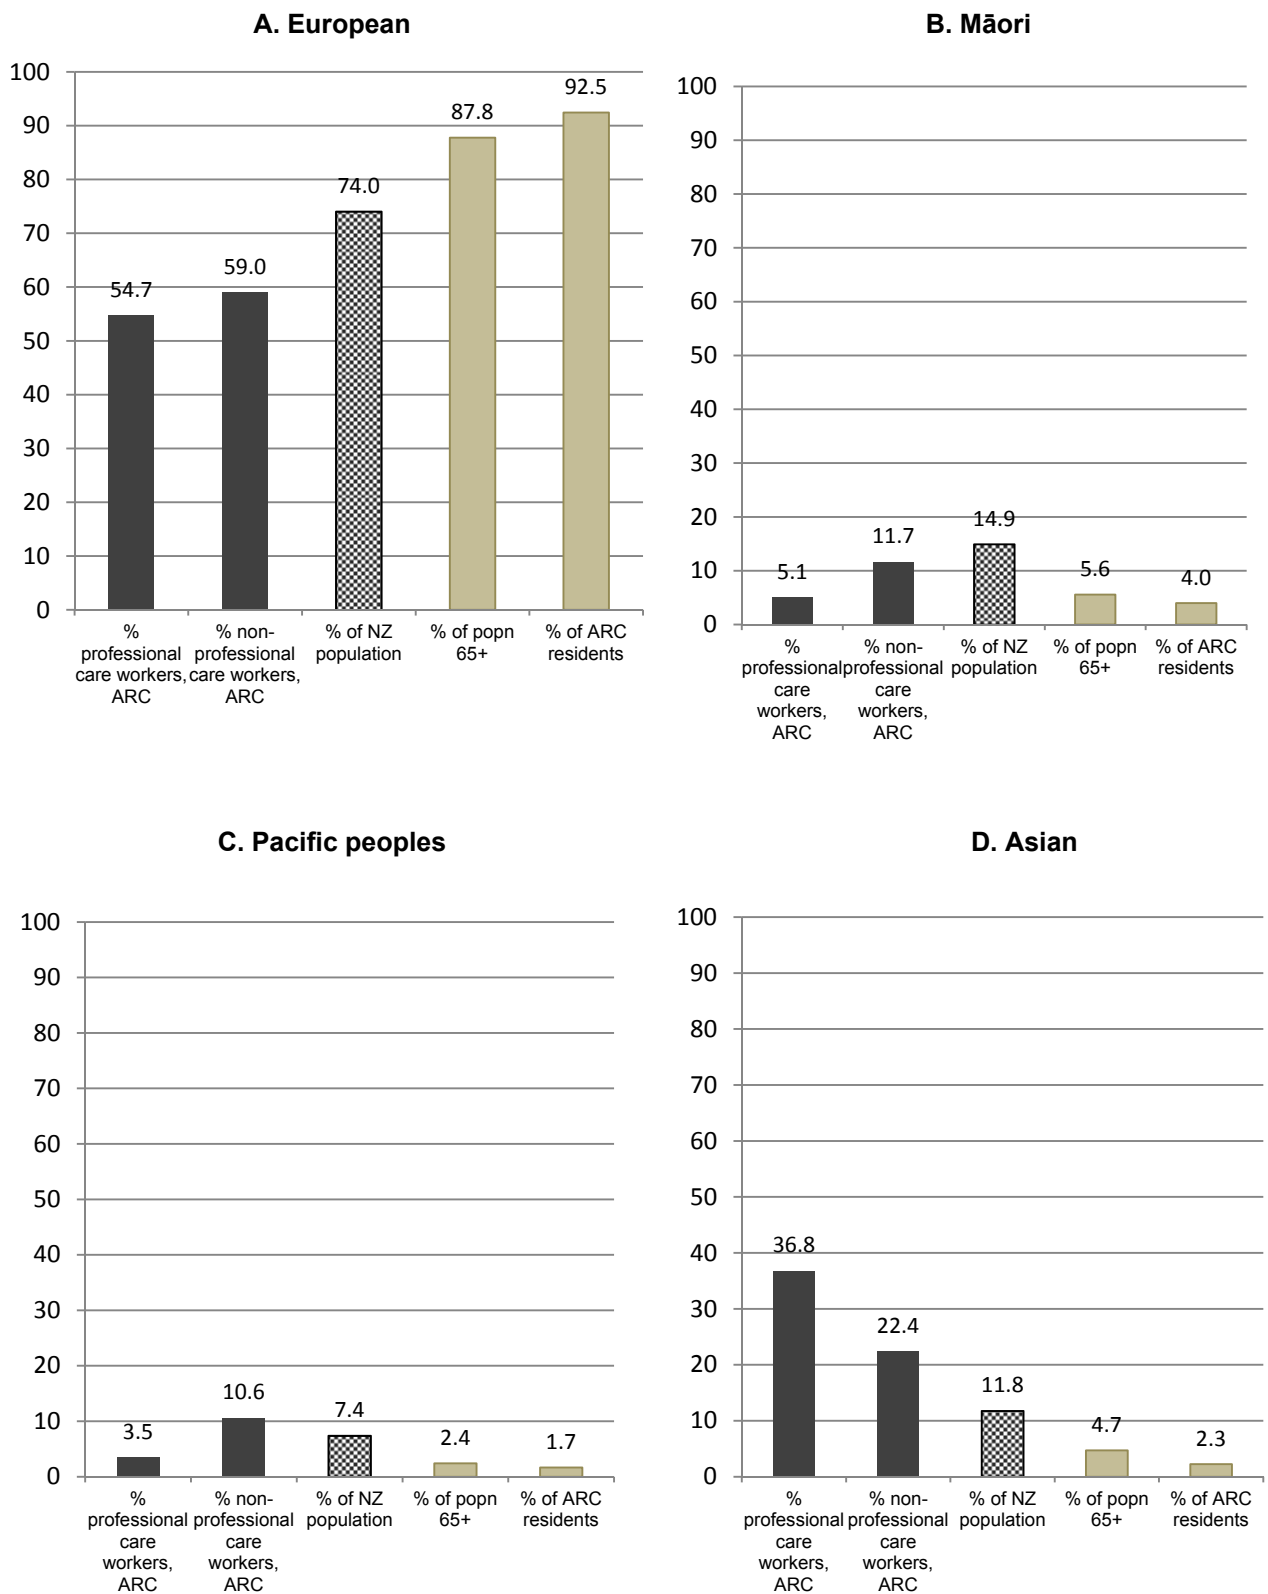 A. European
100
90
80
70
60
50
40
30
20
10
0
54.7
59.0
74.0
87.8
92.5
%
professional
care workers,
ARC
% non-
professional
care workers,
ARC
% of NZ
population
% of popn
65+
% of ARC
residents
B. Māori
100
90
80
70
60
50
40
30
20
10
0
5.1
11.7
14.9
5.6
4.0
%
professional
care
workers,
ARC
% non-
professional
care
workers,
ARC
% of NZ
population
% of popn
65+
% of ARC
residents
C. Pacific peoples
100
90
80
70
60
50
40
30
20
10
0
3.5
10.6
7.4
2.4
1.7
%
professional
care
workers,
ARC
% non-
professional
care
workers,
ARC
% of NZ
population
% of popn
65+
% of ARC
residents
D. Asian
100
90
80
70
60
50
40
30
20
10
0
36.8
22.4
11.8
4.7
2.3
%
professional
care
workers,
ARC
% non-
professional
care
workers,
ARC
% of NZ
population
% of popn
65+
% of ARC
residents